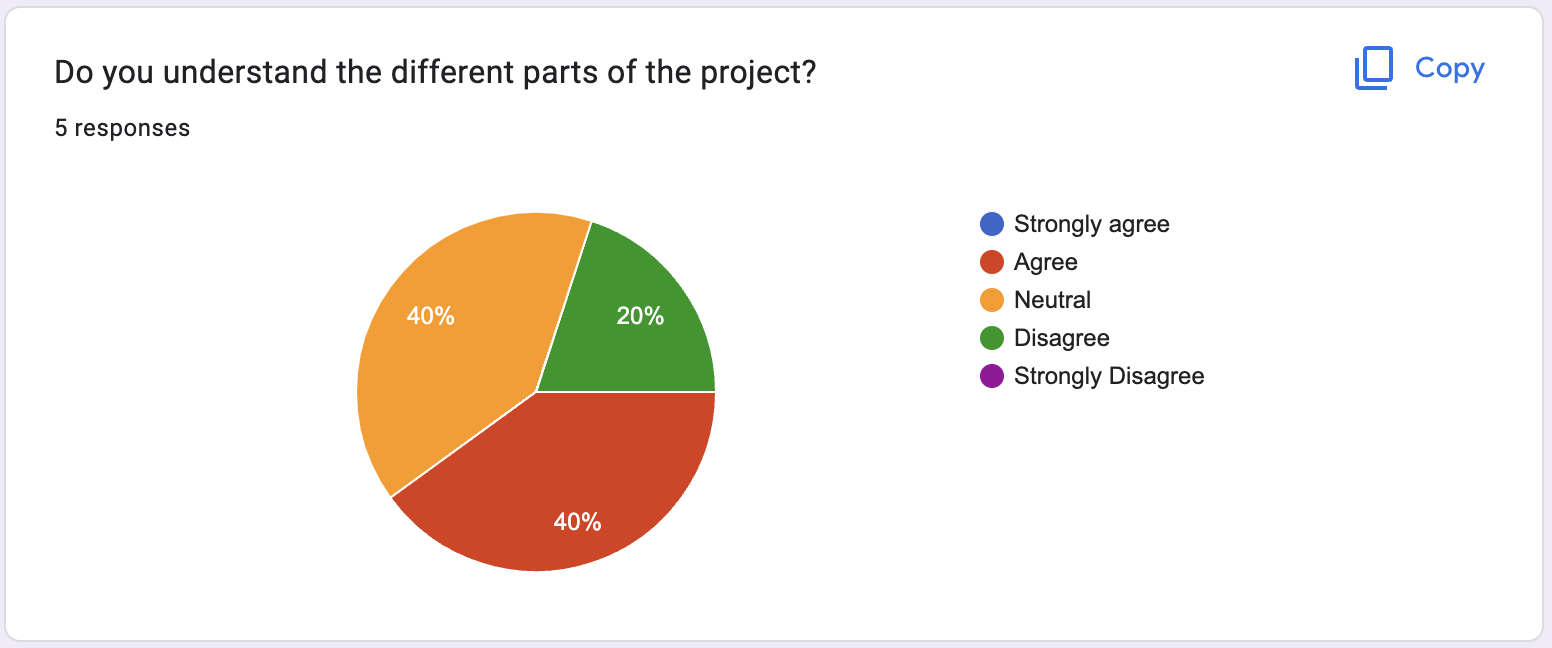 Do you understand the different parts of the project?
Copy
5 responses
Strongly agree
Agree
Neutral
Disagree
Strongly Disagree
40%
20%
40%